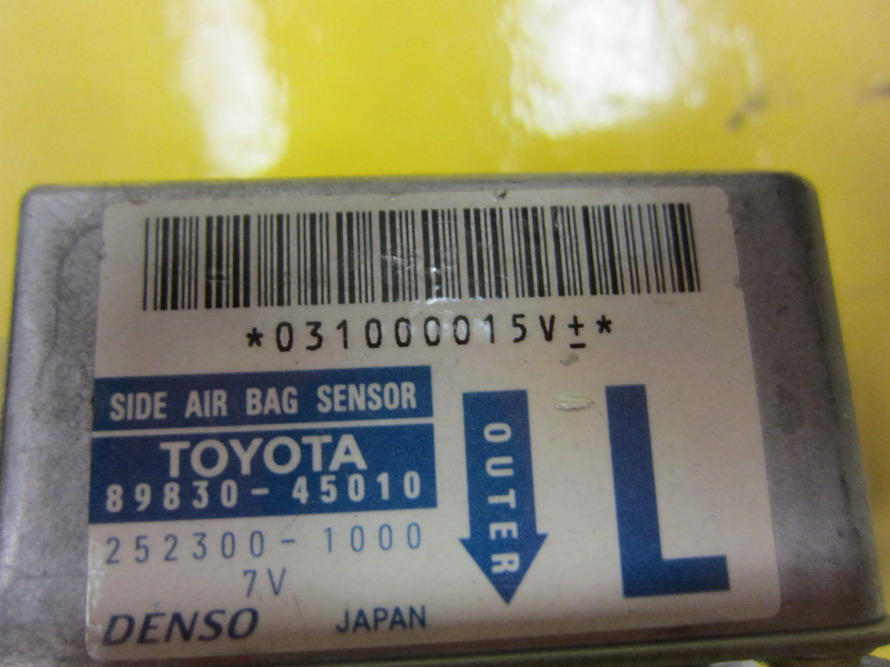 *031000015V±*
SIDE AIR BAG SENSOR
TOYOTA
89830-45010
252300-1000
7V
DENSO JAPAN
OUTER
L